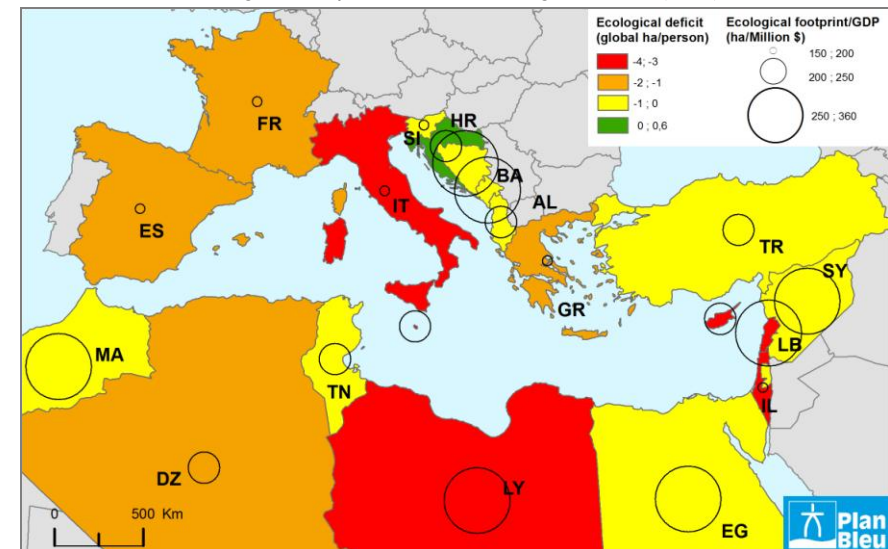 Ecological deficit
(global ha/person)
-4; -3
-2; -1
-1; 0
0; 0,6
Ecological footprint/GDP
(ha/Million $)
150 ; 200
200 ; 250
250 ; 360
FR
SI
HR
BA
ES
IT
AL
TR
SY
GR
MA
TN
LB
IL
DZ
LY
EG
0 500 Km
Plan
Bleu